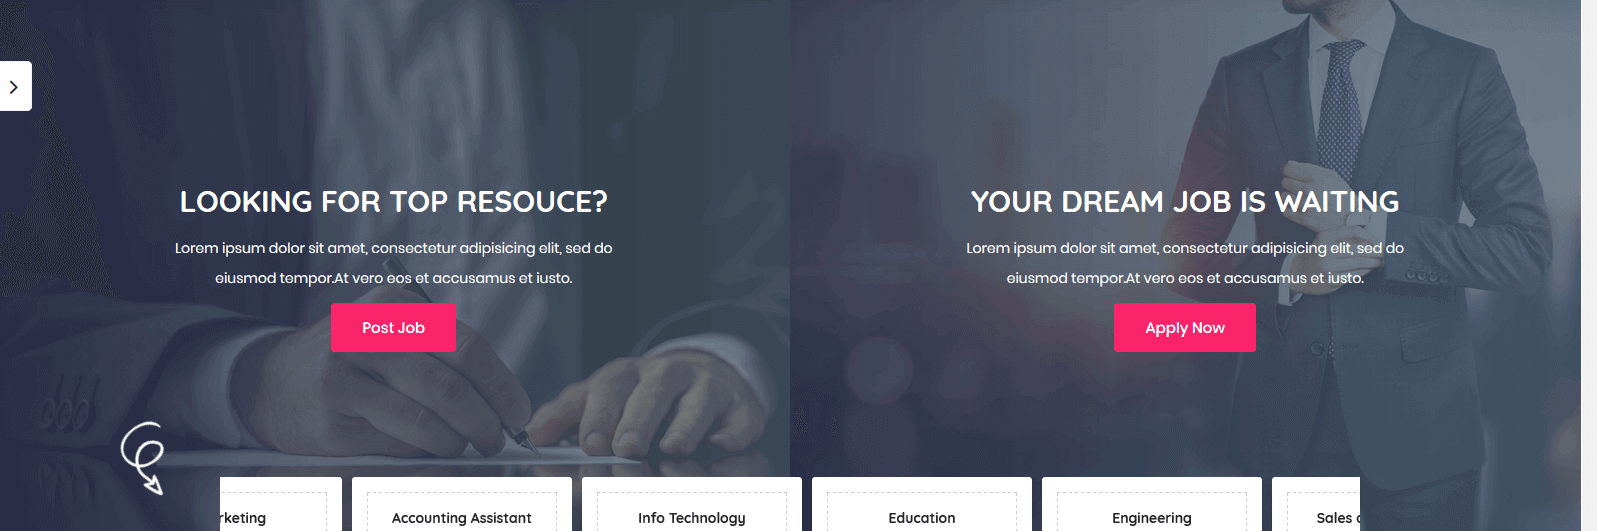 LOOKING FOR TOP RESOUCE?
Lorem ipsum dolor sit amet, consectetur adipisicing elit, sed do
eiusmod tempor.At vero eos et accusamus et iusto.
Post Job
YOUR DREAM JOB IS WAITING
Lorem ipsum dolor sit amet, consectetur adipisicing elit, sed do
eiusmod tempor.At vero eos et accusamus et iusto.
Apply Now
rketing
Accounting Assistant
Info Technology
Education
Engineering
Sales